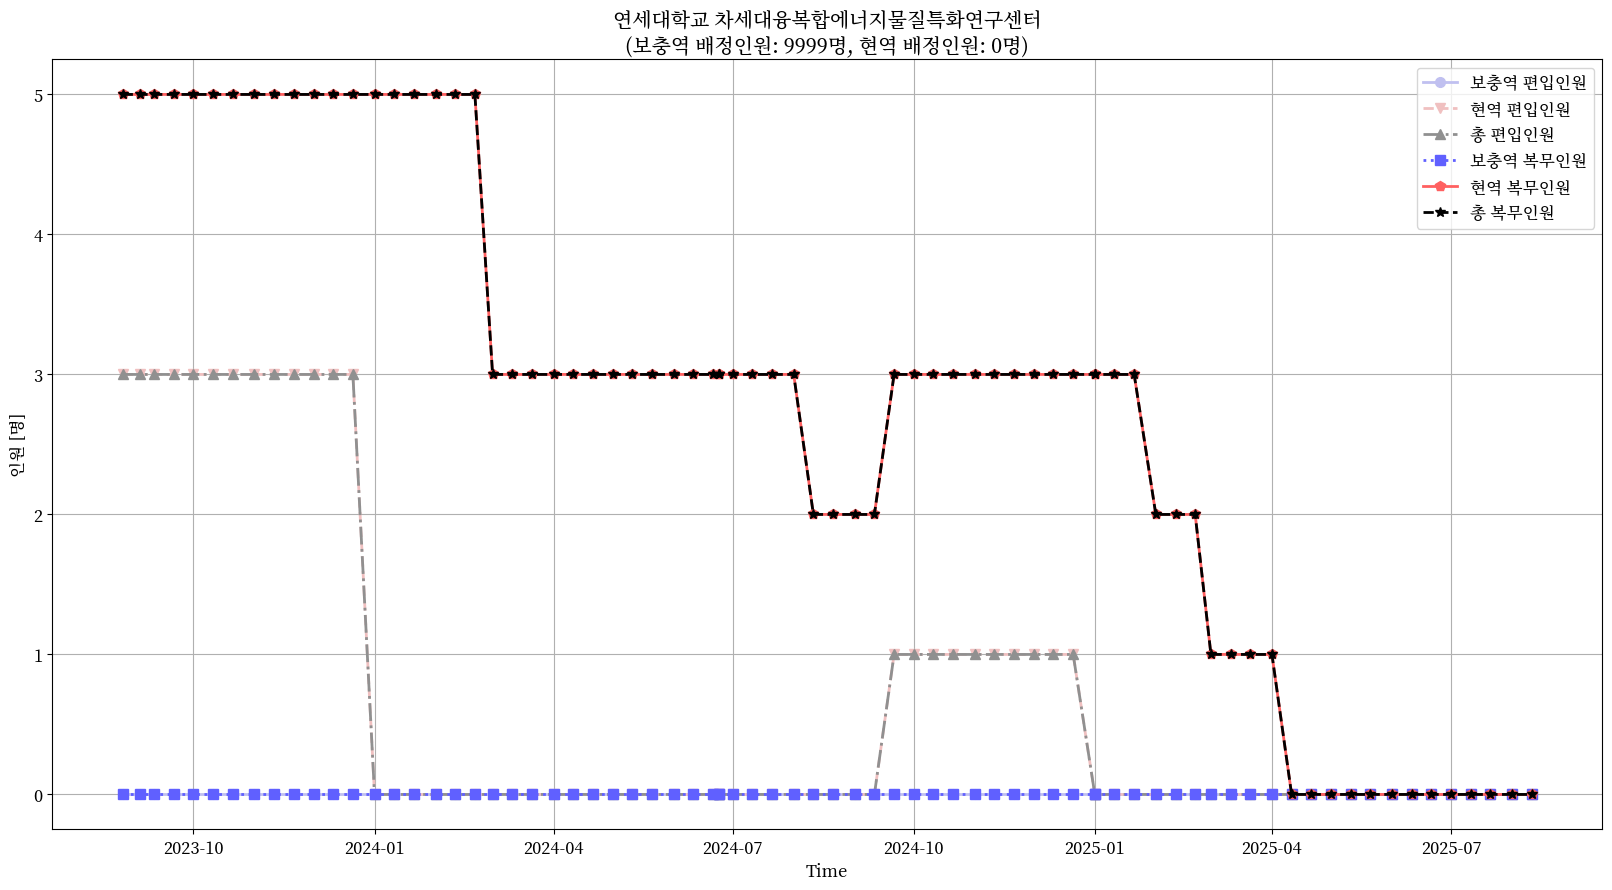 연세대학교 차세대융복합에너지물질특화연구센터
(보충역 배정인원: 9999명, 현역 배정인원: 0명)
보충역 편입인원
현역 편입인원
총 편입인원
보충역 복무인원
현역 복무인원
총 복무인원
인원 [명]
5
4
3
2
1
0
2023-10
2024-01
2024-04
2024-07
2024-10
2025-01
2025-04
2025-07
Time